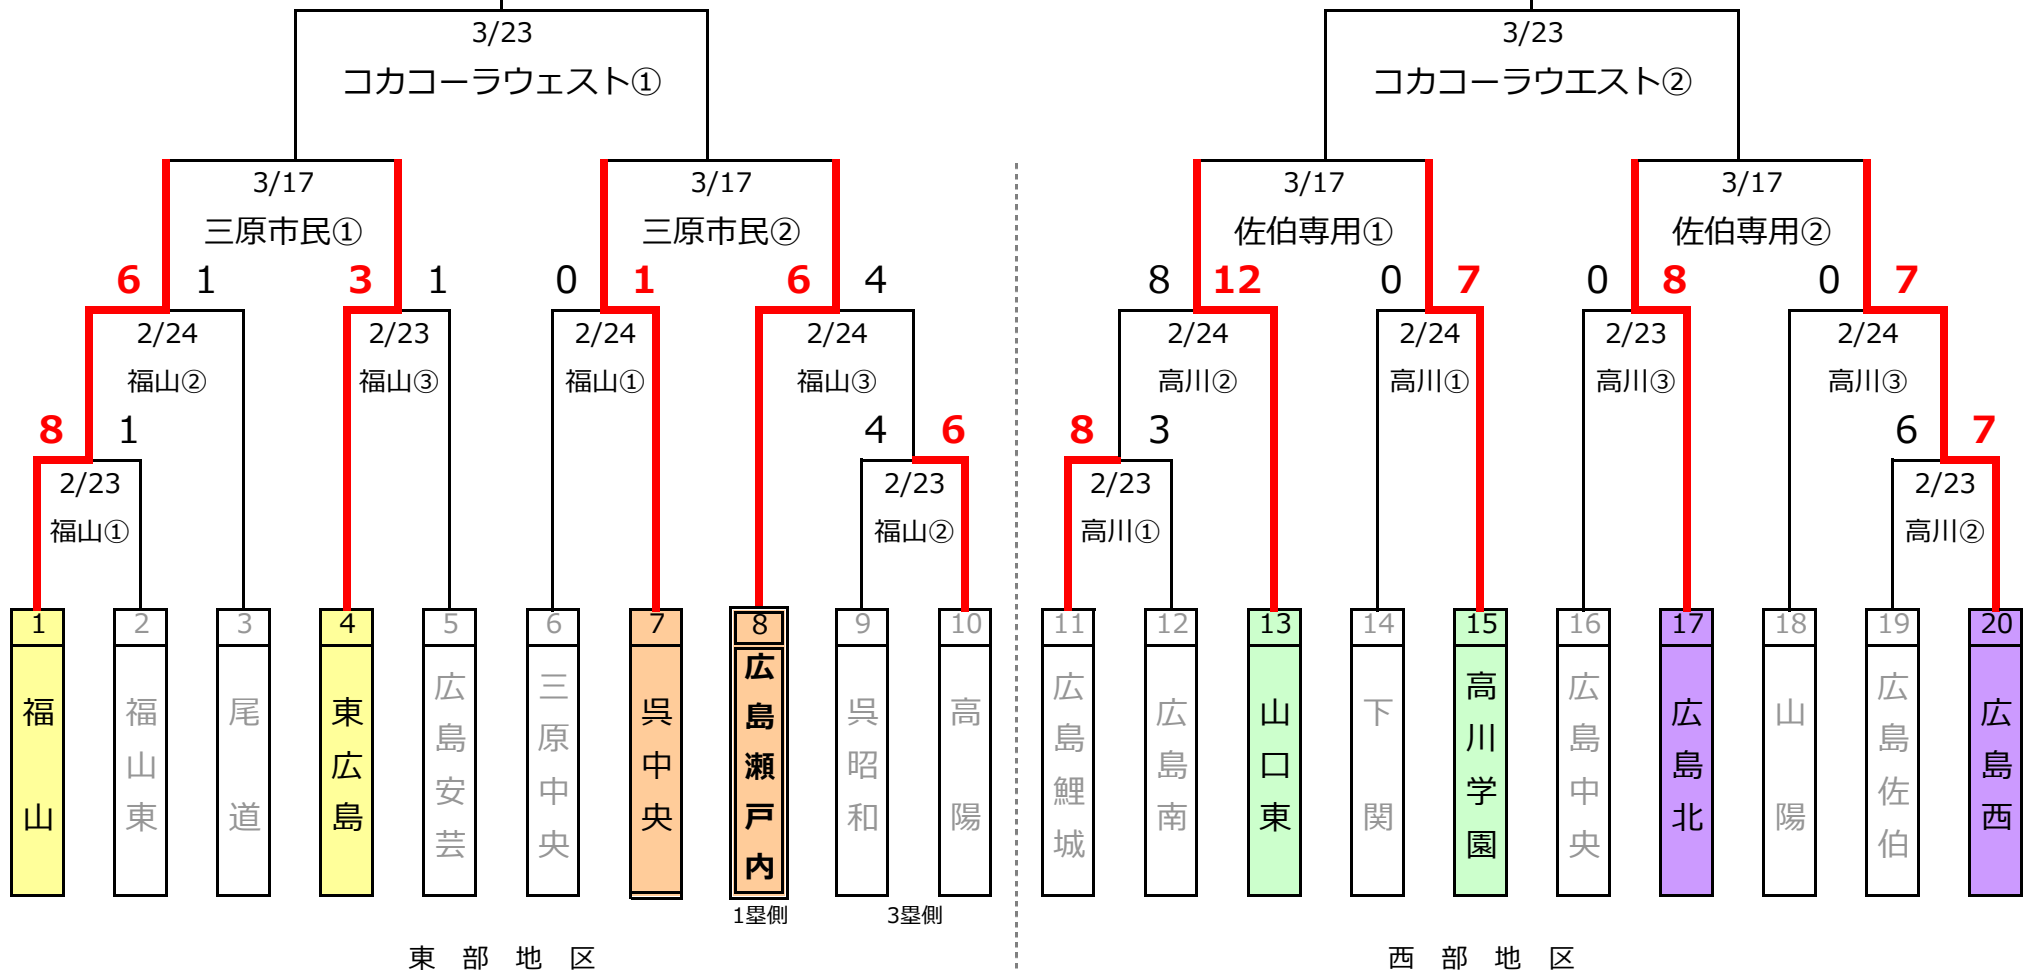 3/23 3/23
コカコーラウェスト① コカコーラウエスト②
3/17 3/17 3/17 3/17
三原市民① 三原市民② 佐伯専用① 佐伯専用②
6 1 3 1 0 1 6 4 8 12 0 7 0 8 0 7
2/24 2/23 2/24 2/24 2/24 2/24 2/23 2/24
福山② 福山③ 福山① 福山③ 高川② 高川① 高川③ 高川③
8 1 4 6 8 3 6 7
2/23 2/23 2/23 2/23
福山① 福山② 高川① 高川②
1 2 3 4 5 6 7 8 9 10 11 12 13 14 15 16 17 18 19 20
福山
福山東
尾道
東広島
広島安芸
三原中央
呉中央
広島瀬戸内
呉昭和
高陽
広島鯉城
広島南
山口東
下関
高川学園
広島中央
広島北
山陽
広島佐伯
広島西
1塁側 3塁側
東部地区 西部地区